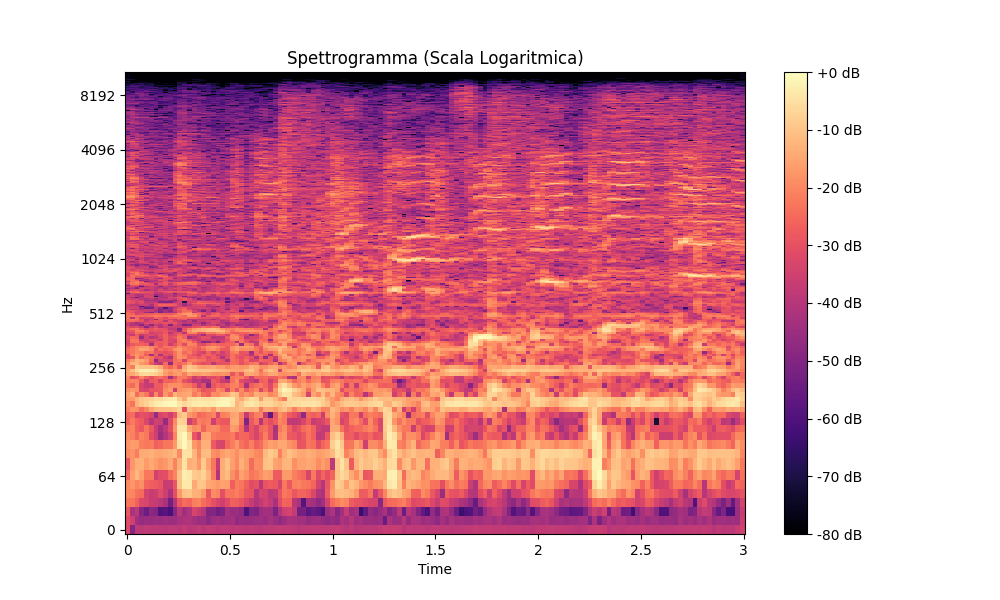 Spettrogramma (Scala Logaritmica)
Hz
8192
4096
2048
1024
512
256
128
64
0
0 0.5 1 1.5 2 2.5 3
Time
+0 dB
-10 dB
-20 dB
-30 dB
-40 dB
-50 dB
-60 dB
-70 dB
-80 dB